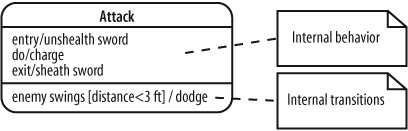 Attack
entry/unshealth sword
do/charge
exit/sheath sword
enemy swings [distance<3 ft] / dodge
Internal behavior
Internal transitions